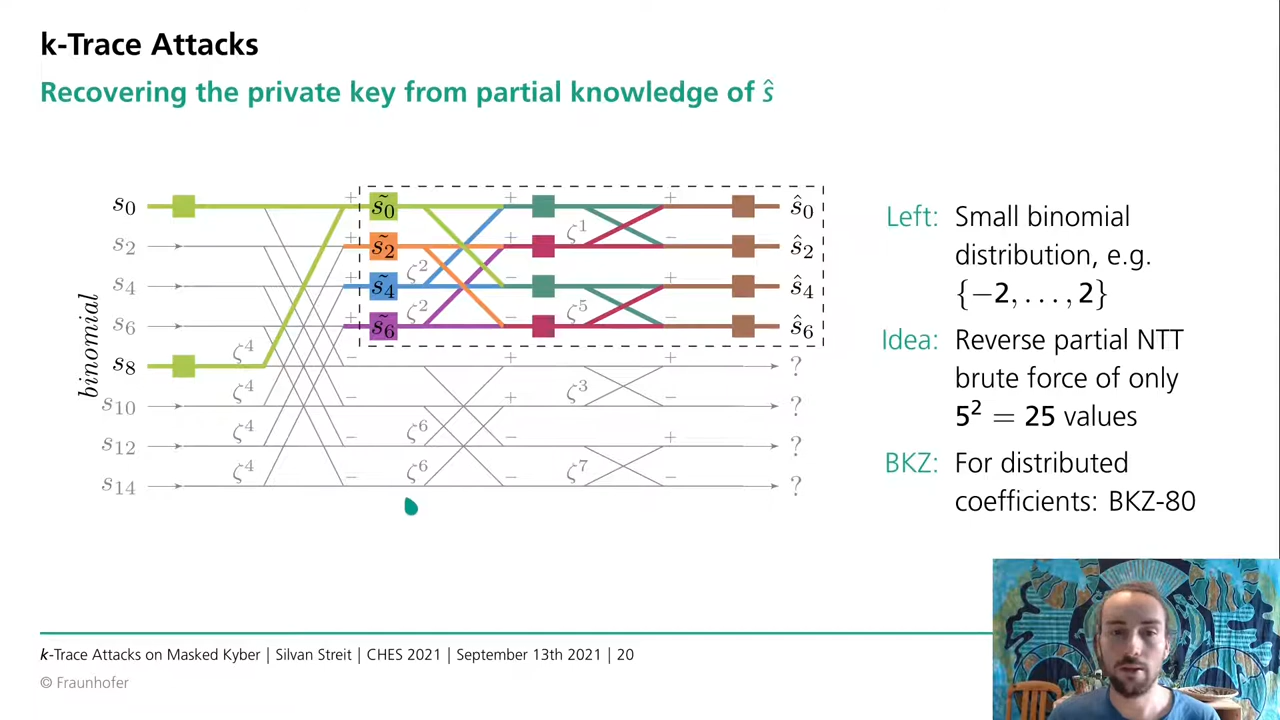 k-Trace Attacks
Recovering the private key from partial knowledge of ŝ
binomial
s₀
s₂
s₄
s₆
s₈
s₁₀
s₁₂
s₁₄
ζ⁴
ζ⁴
ζ⁴
ζ⁴
+
+
+
+
−
−
−
−
s̃₀
s̃₂
s̃₄
s̃₆
ζ²
ζ²
ζ⁶
ζ⁶
+
+
−
−
+
+
−
−
ζ¹
ζ⁵
ζ³
ζ⁷
+
−
+
−
+
−
+
−
ŝ₀
ŝ₂
ŝ₄
ŝ₆
?
?
?
?
Left: Small binomial
distribution, e.g.
{−2, . . . , 2}
Idea: Reverse partial NTT
brute force of only
5² = 25 values
BKZ: For distributed
coefficients: BKZ-80
k-Trace Attacks on Masked Kyber | Silvan Streit | CHES 2021 | September 13th 2021 | 20
© Fraunhofer